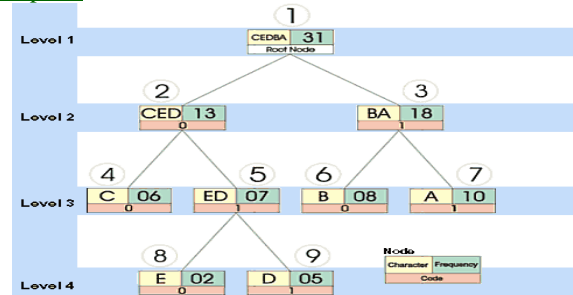 1
Level 1
CEDBA 31
Root Node
2 3
Level 2
CED 13 BA 18
0 1
4 5 6 7
Level 3
C 06 ED 07 B 08 A 10
0 1 0 1
8 9
Node
Character Frequency
Code
Level 4
E 02 D 05
0 1